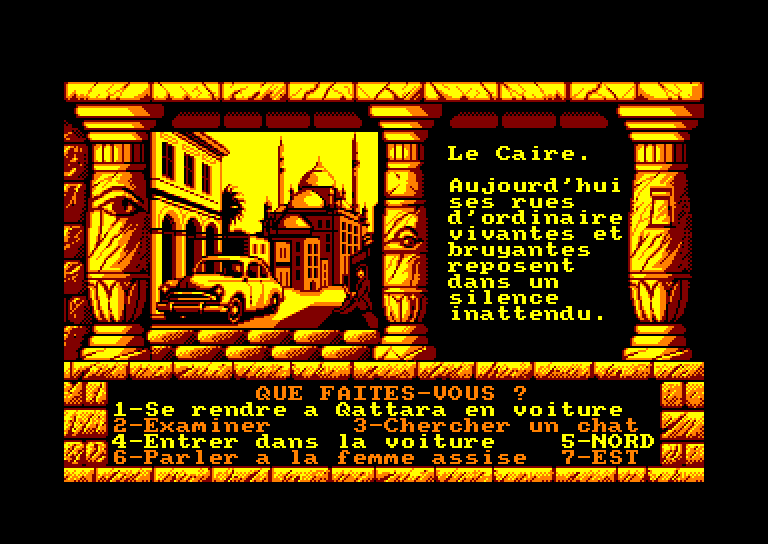 Le Caire.
Aujourd'hui
ses rues
d'ordinaire
vivantes et
bruyantes
reposent
dans un
silence
inattendu.
QUE FAITES-VOUS ?
1-Se rendre a Qattara en voiture
2-Examiner 3-Chercher un chat
4-Entrer dans la voiture 5-NORD
6-Parler a la femme assise 7-EST